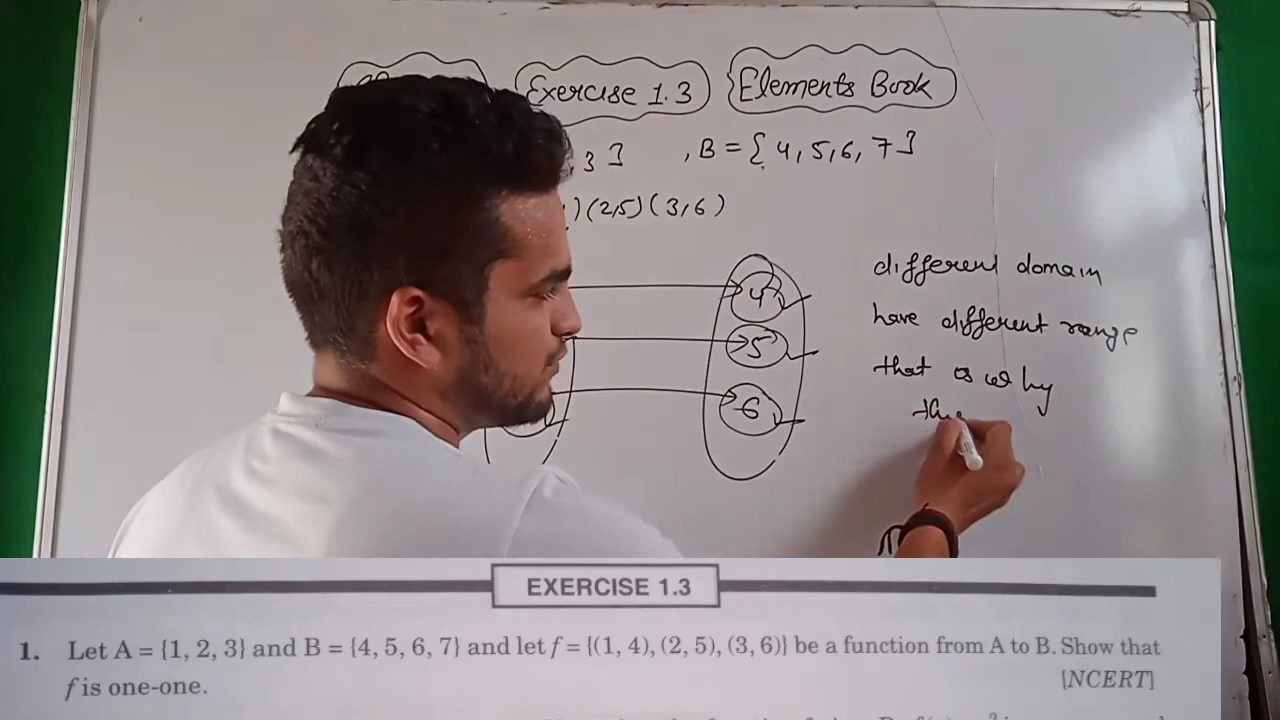 Exercise 1.3 Elements Book
, 3 } , B = { 4, 5, 6, 7 }
) (2,5) (3,6)
4
5
6
different domain
have different range
that is why
EXERCISE 1.3
1. Let A = {1, 2, 3} and B = {4, 5, 6, 7} and let f = {(1, 4), (2, 5), (3, 6)} be a function from A to B. Show that
f is one-one. [NCERT]